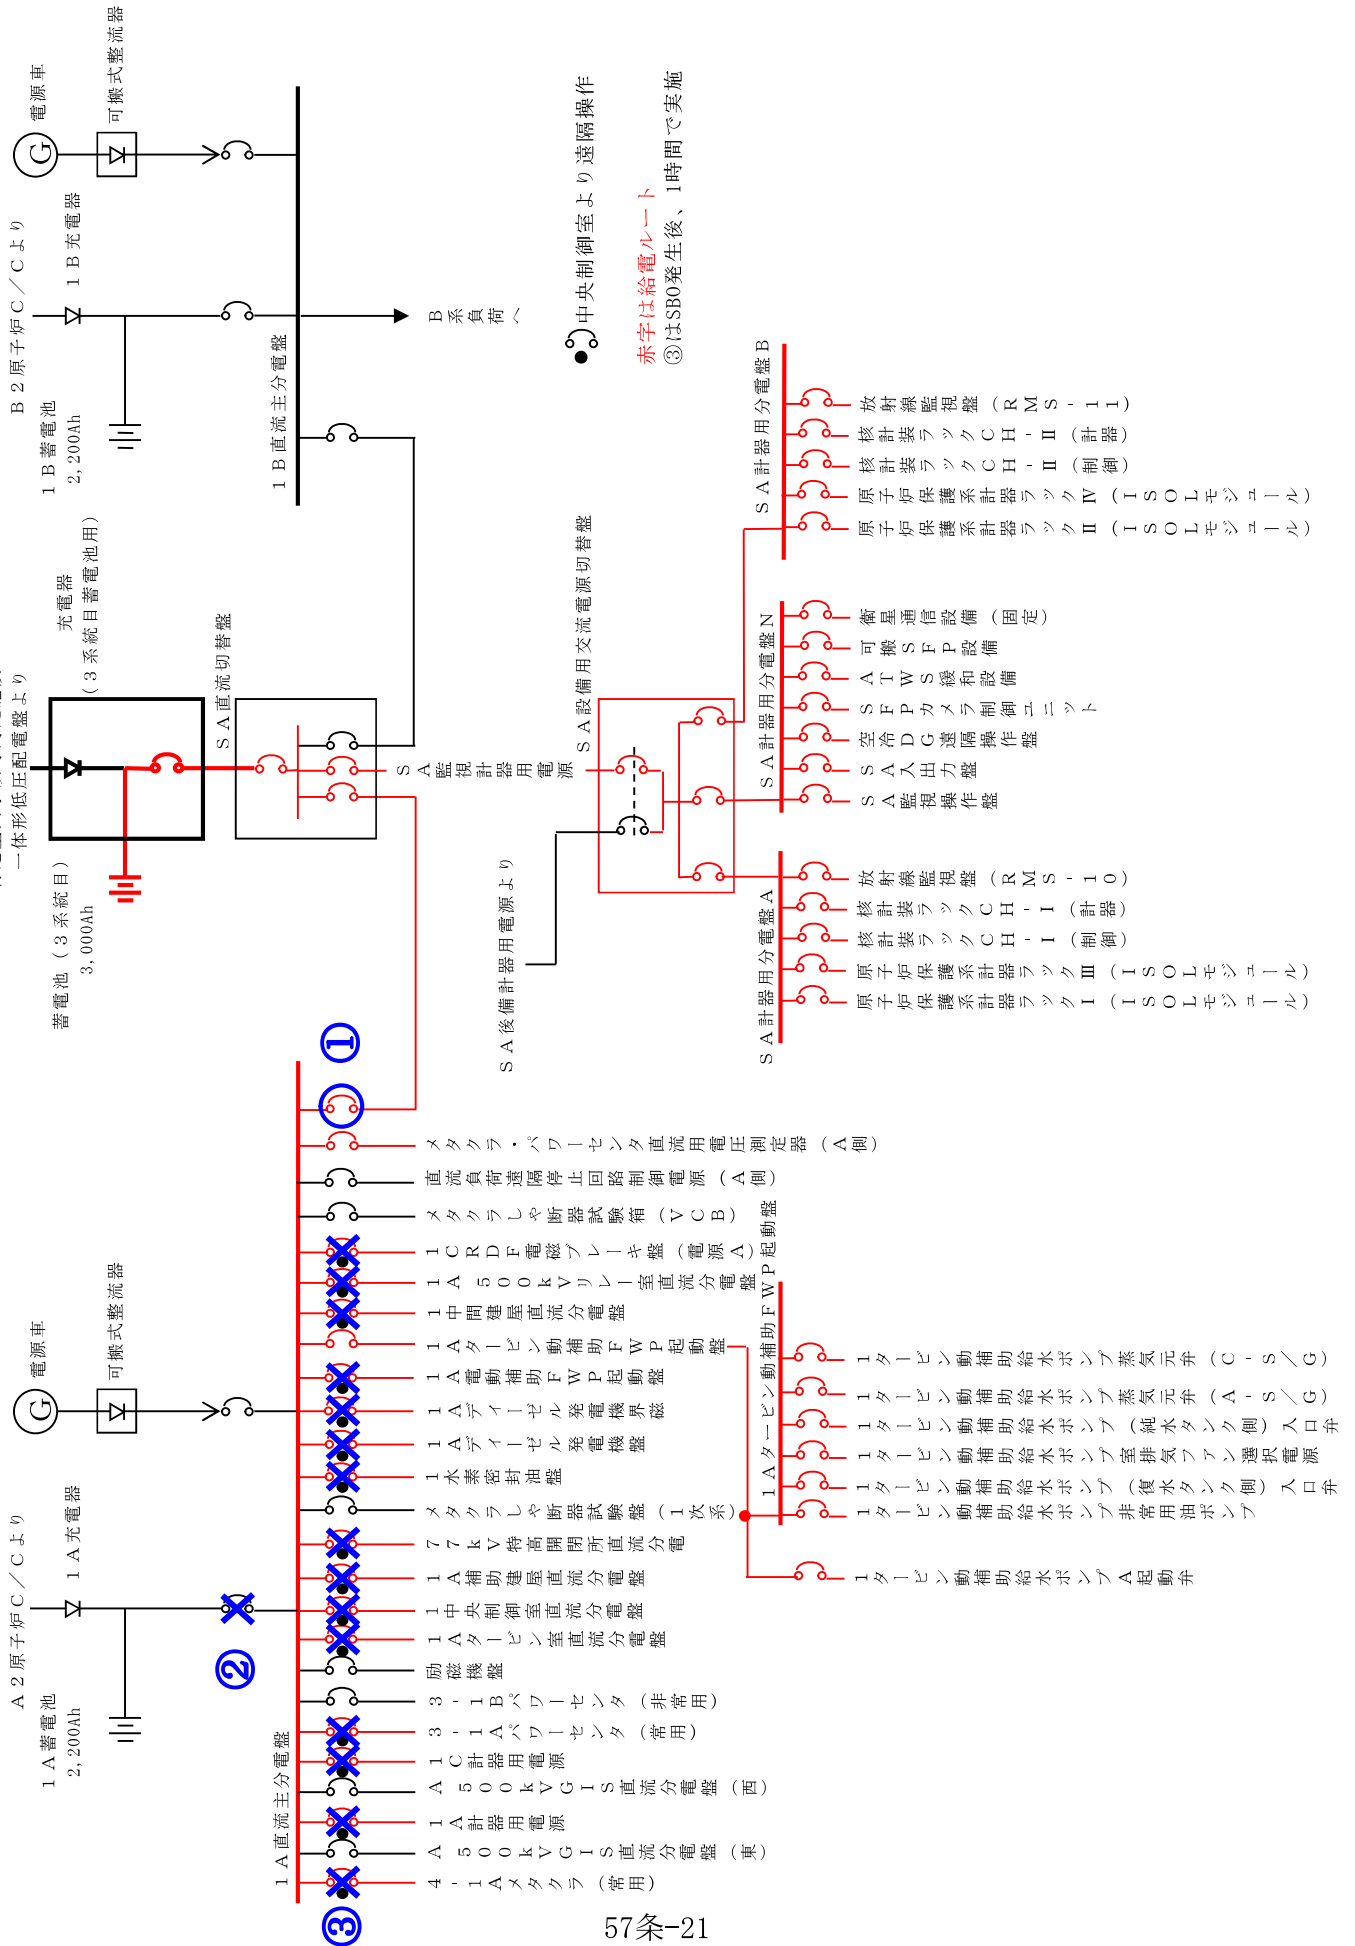 A2原子炉C/Cより
1A蓄電池
2,200Ah
1A充電器
電源車
G
可搬式整流器
②
1A直流主分電盤
一体形低圧配電盤より
蓄電池(3系統目)
3,000Ah
充電器
(3系統目蓄電池用)
SA直流切替盤
B2原子炉C/Cより
1B蓄電池
2,200Ah
1B充電器
電源車
G
可搬式整流器
1B直流主分電盤
B系負荷へ
③
4-1Aメタクラ(常用)
A 500kVGIS直流分電盤(東)
1A計器用電源
A 500kVGIS直流分電盤(西)
1C計器用電源
3-1Aパワーセンタ(常用)
3-1Bパワーセンタ(非常用)
励磁機盤
1Aタービン室直流分電盤
1中央制御室直流分電盤
1A補助建屋直流分電盤
77kV特高開閉所直流分電
メタクラしゃ断器試験盤(1次系)
1水素密封油盤
1Aディーゼル発電機盤
1Aディーゼル発電機界磁
1A電動補助FWP起動盤
1Aタービン動補助FWP起動盤
1中間建屋直流分電盤
1A 500kVリレー室直流分電盤
1CRDF電磁ブレーキ盤(電源A)
メタクラしゃ断器試験箱(VCB)
直流負荷遠隔停止回路制御電源(A側)
メタクラ・パワーセンタ直流用電圧測定器(A側)
①
SA監視計器用電源
SA後備計器用電源より
SA設備用交流電源切替盤
中央制御室より遠隔操作
赤字は給電ルート
③はSBO発生後、1時間で実施
1Aタービン動補助FWP起動盤
1タービン動補助給水ポンプA起動弁
1タービン動補助給水ポンプ非常用油ポンプ
1タービン動補助給水ポンプ(復水タンク側)入口弁
1タービン動補助給水ポンプ室排気ファン選択電源
1タービン動補助給水ポンプ(純水タンク側)入口弁
1タービン動補助給水ポンプ蒸気元弁(A-S/G)
1タービン動補助給水ポンプ蒸気元弁(C-S/G)
SA計器用分電盤A
原子炉保護系計器ラックⅠ(ISOLモジュール)
原子炉保護系計器ラックⅢ(ISOLモジュール)
核計装ラックCH-Ⅰ(制御)
核計装ラックCH-Ⅰ(計器)
放射線監視盤(RMS-10)
SA計器用分電盤N
SA監視操作盤
SA入出力盤
空冷DG遠隔操作盤
SFPカメラ制御ユニット
ATWS緩和設備
可搬SFP設備
衛星通信設備(固定)
SA計器用分電盤B
原子炉保護系計器ラックⅡ(ISOLモジュール)
原子炉保護系計器ラックⅣ(ISOLモジュール)
核計装ラックCH-Ⅱ(制御)
核計装ラックCH-Ⅱ(計器)
放射線監視盤(RMS-11)
57条-21